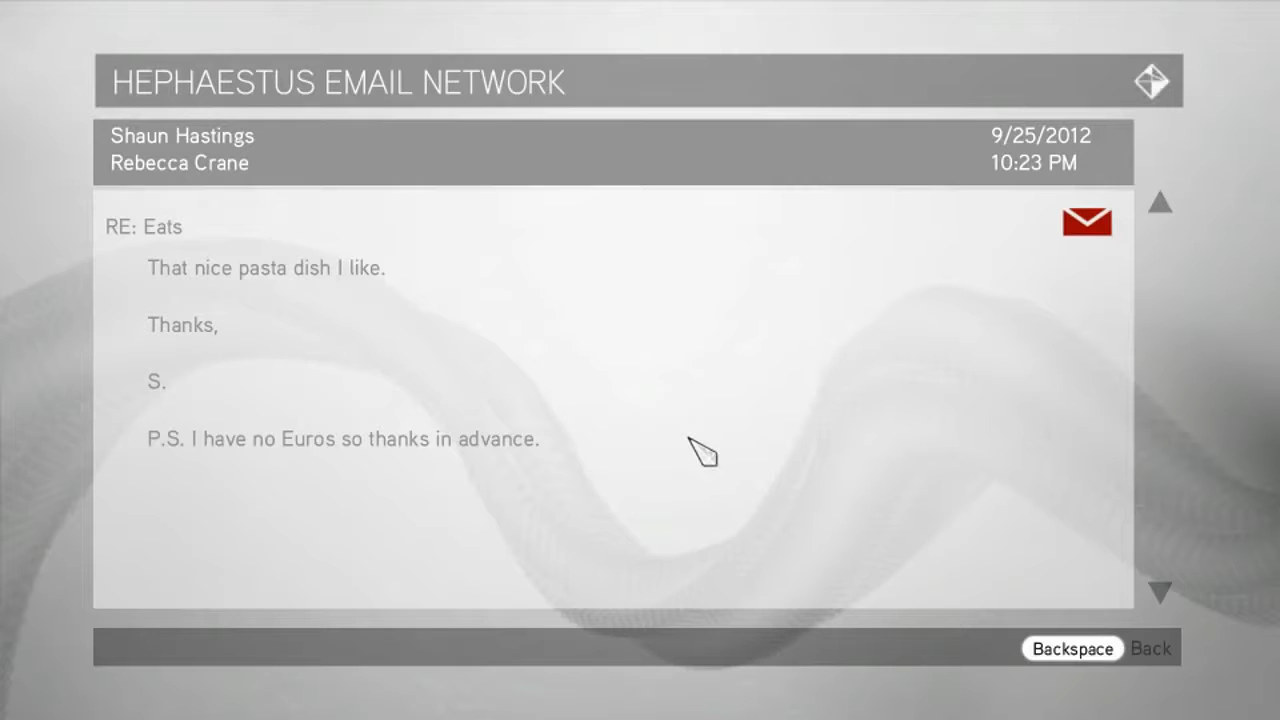 HEPHAESTUS EMAIL NETWORK
Shaun Hastings
9/25/2012
Rebecca Crane
10:23 PM
RE: Eats
That nice pasta dish I like.
Thanks,
S.
P.S. I have no Euros so thanks in advance.
Backspace Back